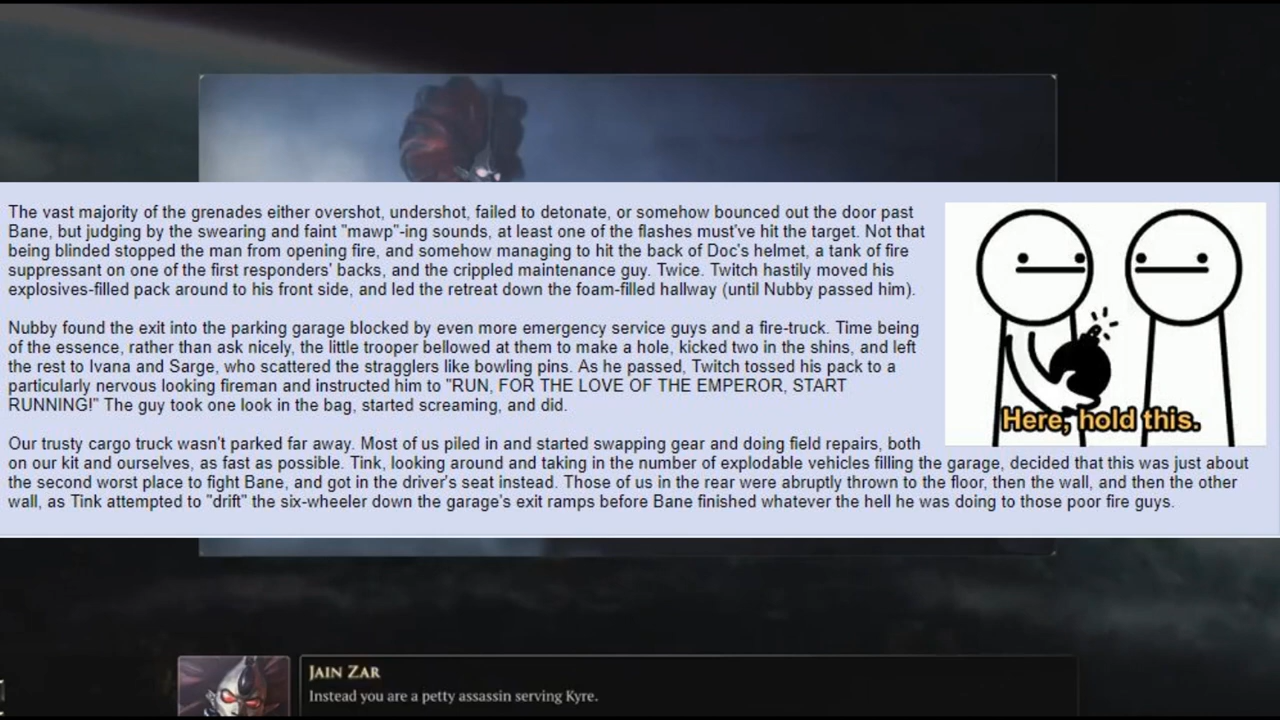 The vast majority of the grenades either overshot, undershot, failed to detonate, or somehow bounced out the door past
Bane, but judging by the swearing and faint "mawp"-ing sounds, at least one of the flashes must've hit the target. Not that
being blinded stopped the man from opening fire, and somehow managing to hit the back of Doc's helmet, a tank of fire
suppressant on one of the first responders' backs, and the crippled maintenance guy. Twice. Twitch hastily moved his
explosives-filled pack around to his front side, and led the retreat down the foam-filled hallway (until Nubby passed him).
Nubby found the exit into the parking garage blocked by even more emergency service guys and a fire-truck. Time being
of the essence, rather than ask nicely, the little trooper bellowed at them to make a hole, kicked two in the shins, and left
the rest to Ivana and Sarge, who scattered the stragglers like bowling pins. As he passed, Twitch tossed his pack to a
particularly nervous looking fireman and instructed him to "RUN, FOR THE LOVE OF THE EMPEROR, START
RUNNING!" The guy took one look in the bag, started screaming, and did.
Here, hold this.
Our trusty cargo truck wasn't parked far away. Most of us piled in and started swapping gear and doing field repairs, both
on our kit and ourselves, as fast as possible. Tink, looking around and taking in the number of explodable vehicles filling the garage, decided that this was just about
the second worst place to fight Bane, and got in the driver's seat instead. Those of us in the rear were abruptly thrown to the floor, then the wall, and then the other
wall, as Tink attempted to "drift" the six-wheeler down the garage's exit ramps before Bane finished whatever the hell he was doing to those poor fire guys.
JAIN ZAR
Instead you are a petty assassin serving Kyre.